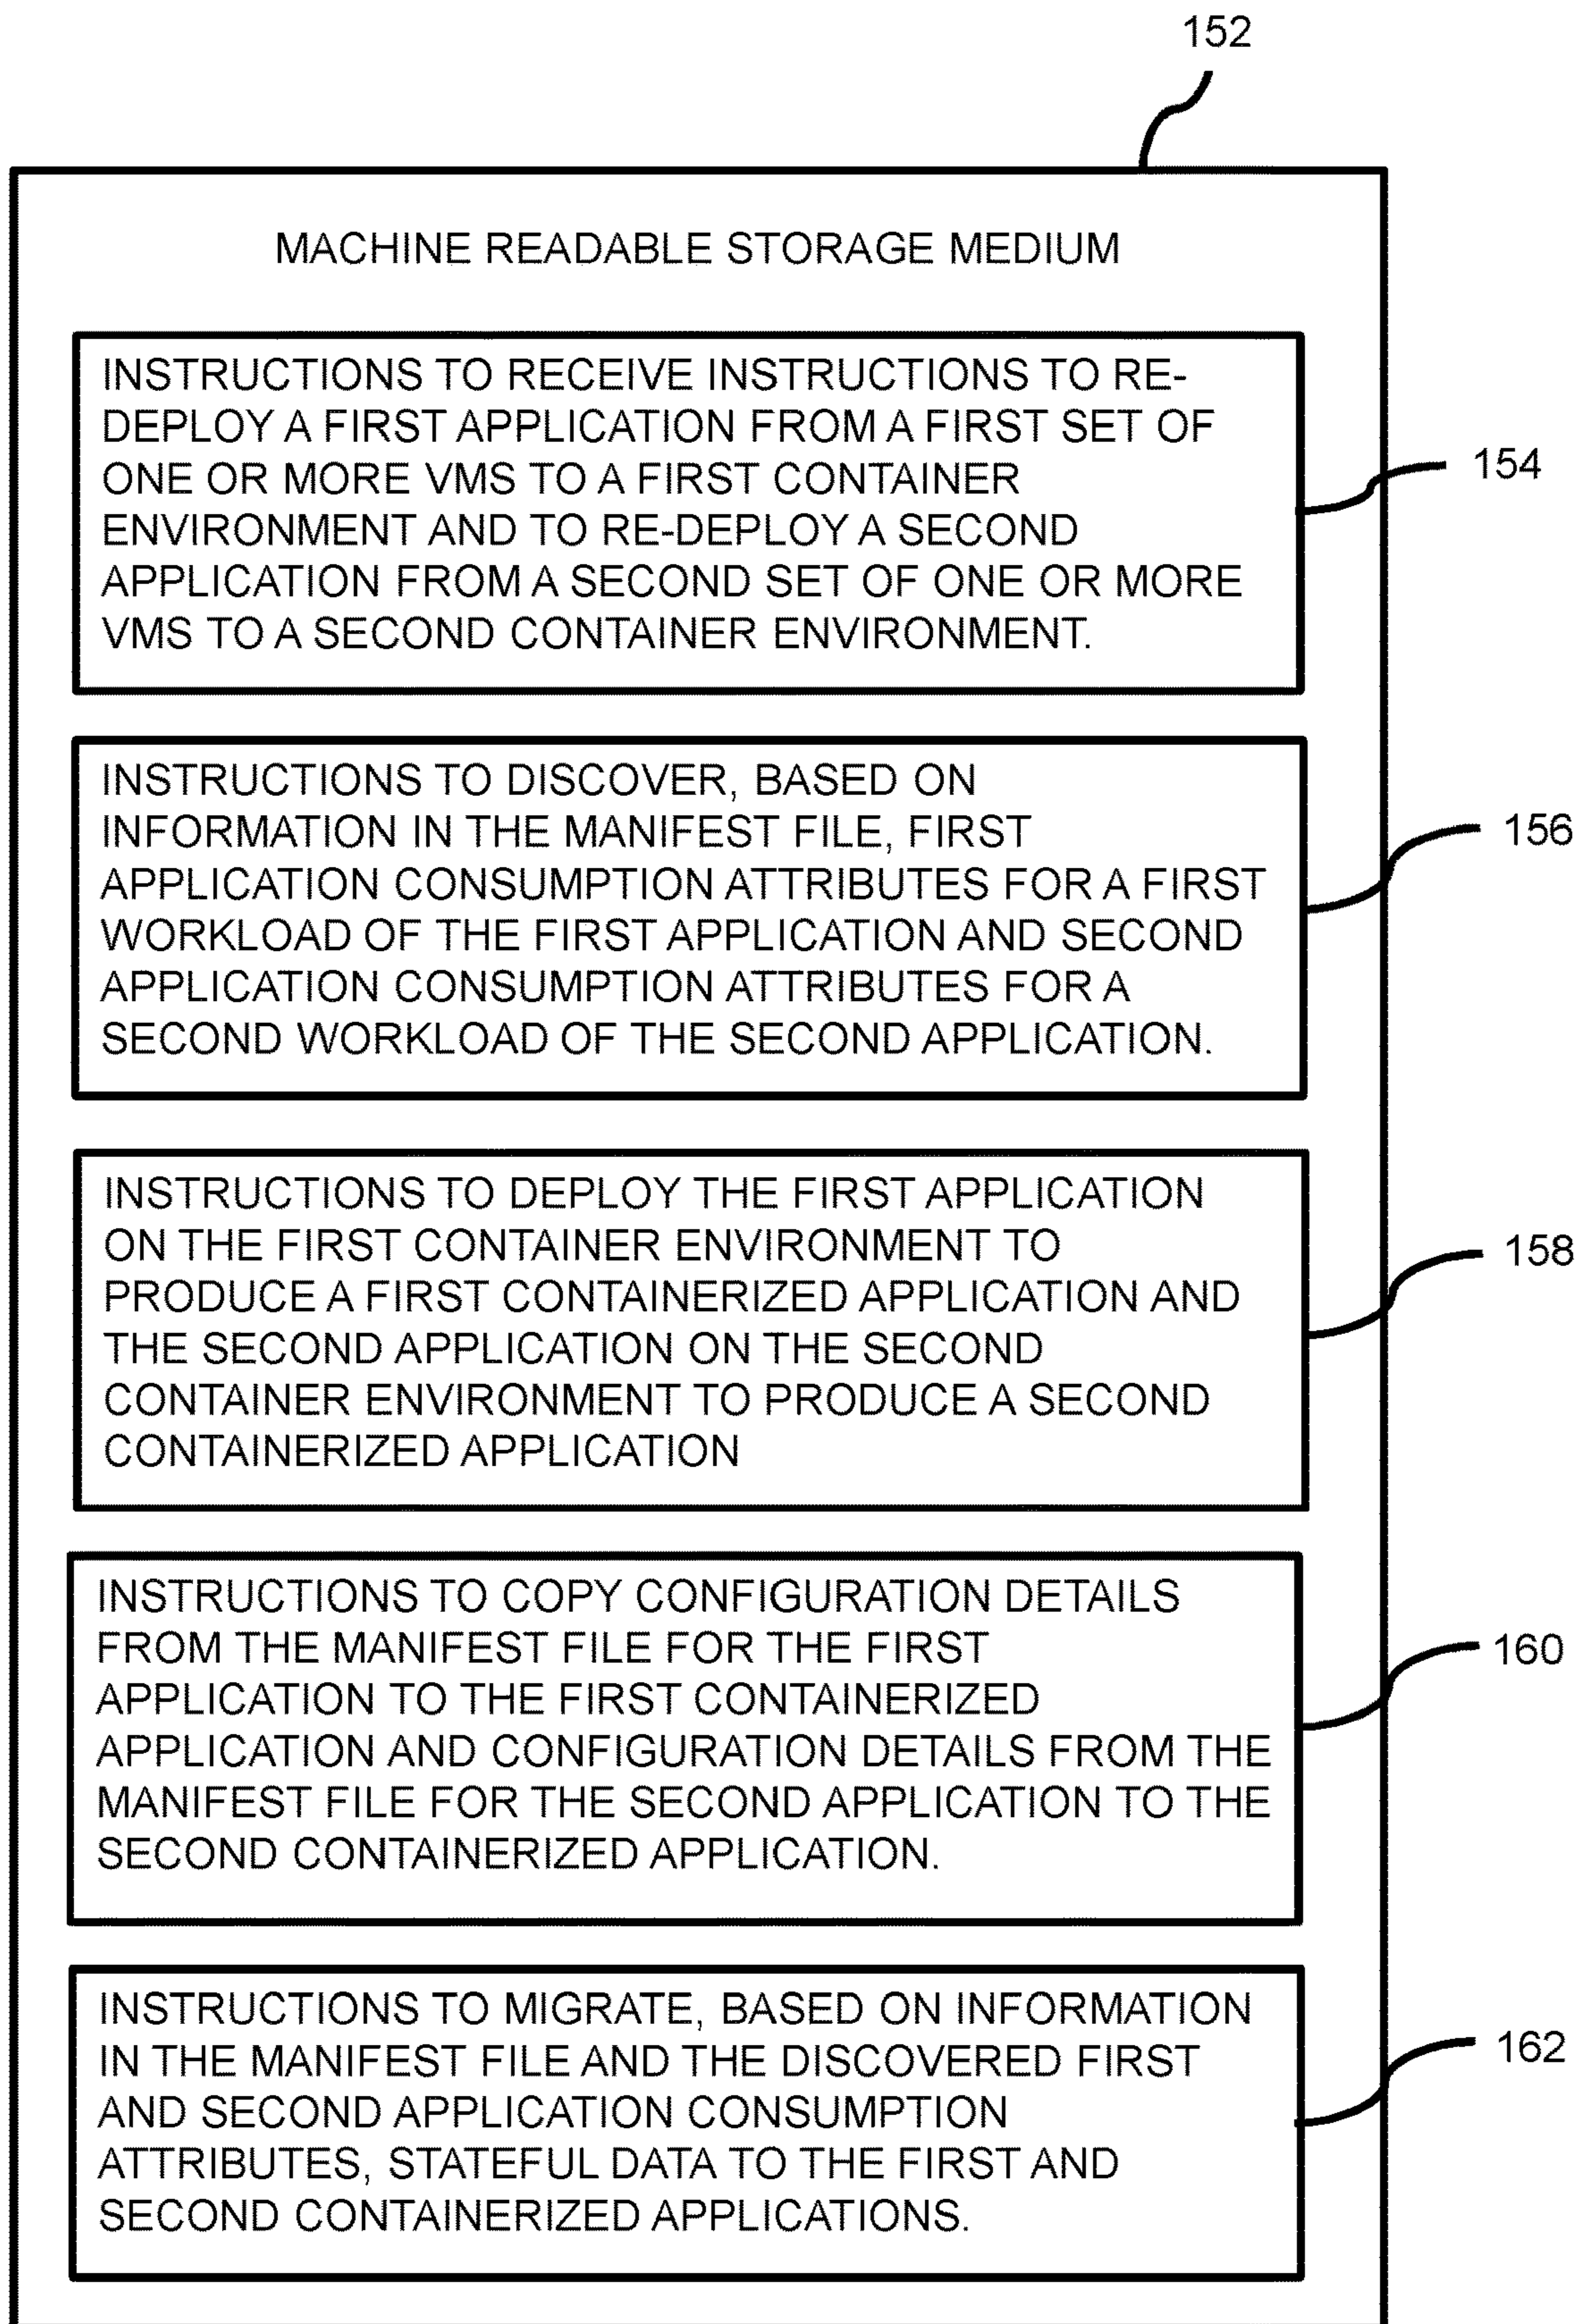 152
MACHINE READABLE STORAGE MEDIUM
INSTRUCTIONS TO RECEIVE INSTRUCTIONS TO RE-
DEPLOY A FIRST APPLICATION FROM A FIRST SET OF
ONE OR MORE VMS TO A FIRST CONTAINER
ENVIRONMENT AND TO RE-DEPLOY A SECOND
APPLICATION FROM A SECOND SET OF ONE OR MORE
VMS TO A SECOND CONTAINER ENVIRONMENT.
154
INSTRUCTIONS TO DISCOVER, BASED ON
INFORMATION IN THE MANIFEST FILE, FIRST
APPLICATION CONSUMPTION ATTRIBUTES FOR A FIRST
WORKLOAD OF THE FIRST APPLICATION AND SECOND
APPLICATION CONSUMPTION ATTRIBUTES FOR A
SECOND WORKLOAD OF THE SECOND APPLICATION.
156
INSTRUCTIONS TO DEPLOY THE FIRST APPLICATION
ON THE FIRST CONTAINER ENVIRONMENT TO
PRODUCE A FIRST CONTAINERIZED APPLICATION AND
THE SECOND APPLICATION ON THE SECOND
CONTAINER ENVIRONMENT TO PRODUCE A SECOND
CONTAINERIZED APPLICATION
158
INSTRUCTIONS TO COPY CONFIGURATION DETAILS
FROM THE MANIFEST FILE FOR THE FIRST
APPLICATION TO THE FIRST CONTAINERIZED
APPLICATION AND CONFIGURATION DETAILS FROM THE
MANIFEST FILE FOR THE SECOND APPLICATION TO THE
SECOND CONTAINERIZED APPLICATION.
160
INSTRUCTIONS TO MIGRATE, BASED ON INFORMATION
IN THE MANIFEST FILE AND THE DISCOVERED FIRST
AND SECOND APPLICATION CONSUMPTION
ATTRIBUTES, STATEFUL DATA TO THE FIRST AND
SECOND CONTAINERIZED APPLICATIONS.
162